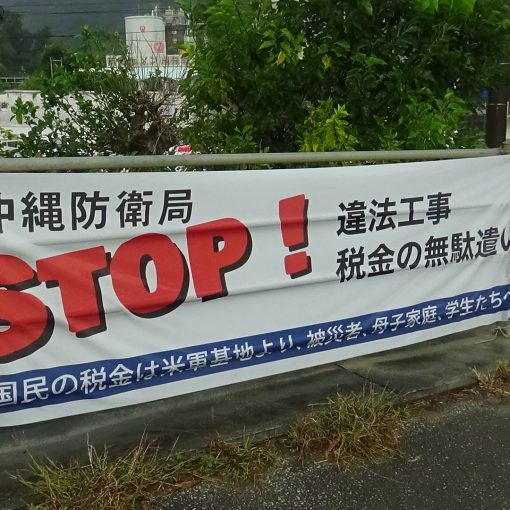 沖縄防衛局
STOP!
違法工事
税金の無駄遣い
国民の税金は米軍基地より、被災者、母子家庭、学生たちへ